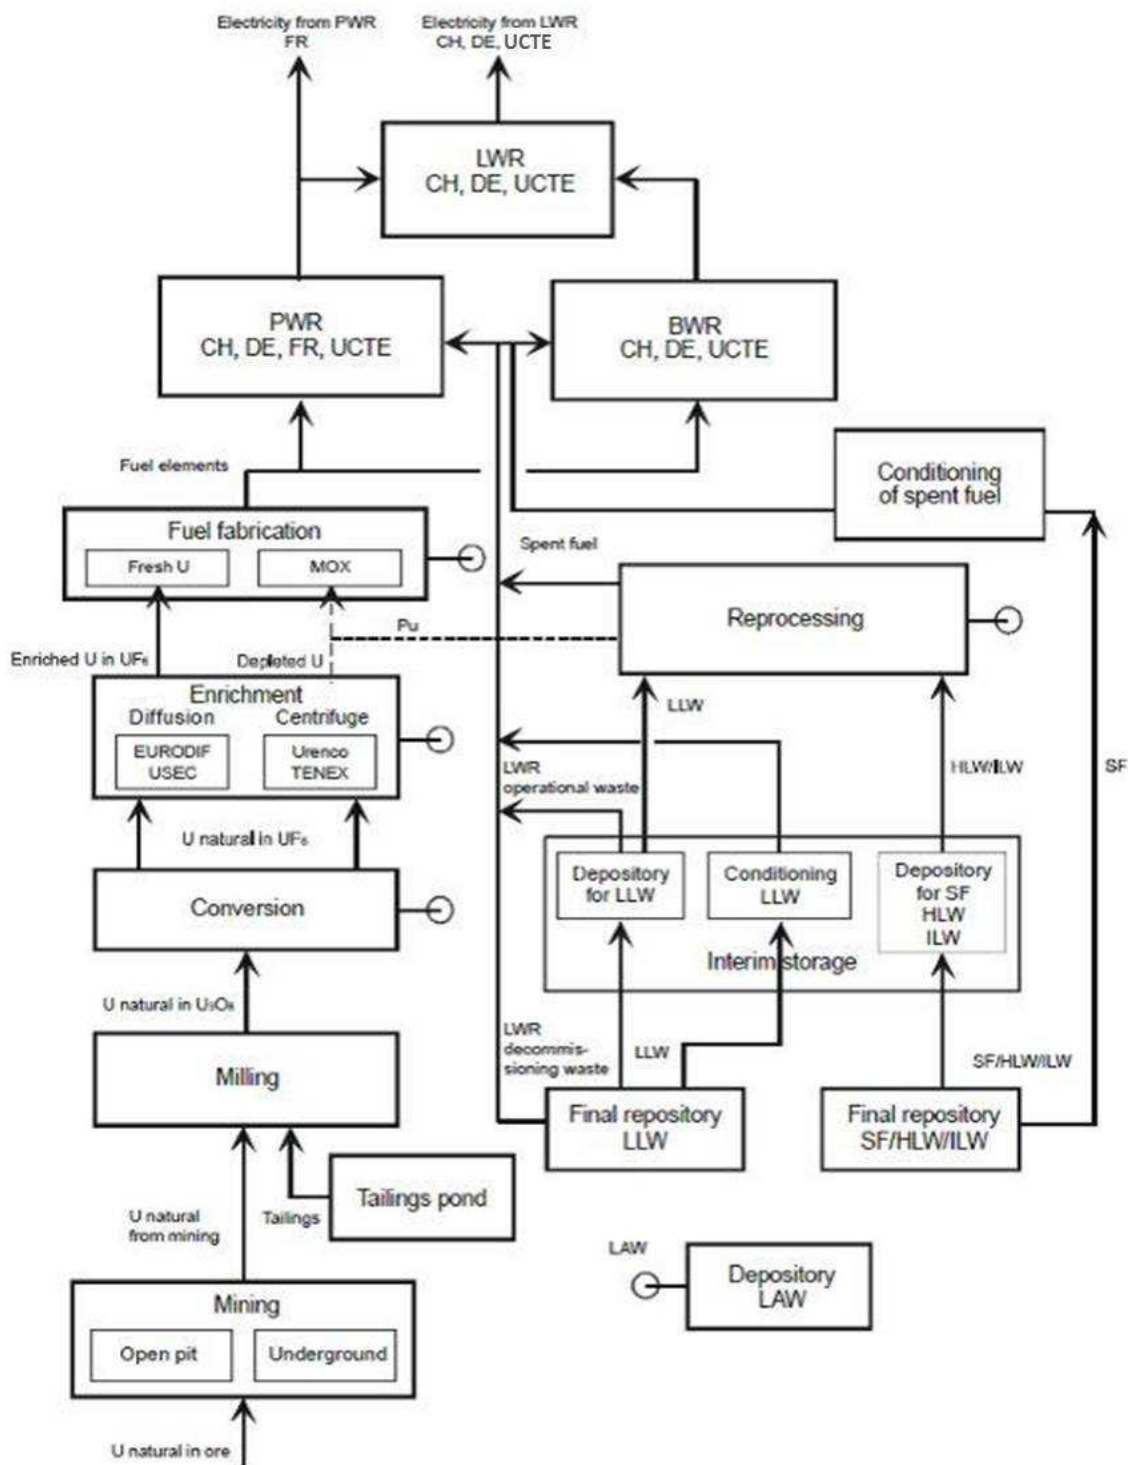 Electricity from PWR
FR
Electricity from LWR
CH, DE, UCTE
LWR
CH, DE, UCTE
PWR
CH, DE, FR, UCTE
BWR
CH, DE, UCTE
Fuel elements
Conditioning
of spent fuel
Fuel fabrication
Fresh U
MOX
Spent fuel
Reprocessing
Pu
Enriched U in UF₆
Depleted U
Enrichment
Diffusion
Centrifuge
EURODIF
USEC
Urenco
TENEX
LLW
LWR
operational waste
HLW/ILW
SF
U natural in UF₆
Conversion
Depository
for LLW
Conditioning
LLW
Depository
for SF
HLW
ILW
Interim storage
U natural in U₃O₈
Milling
LWR
decommis-
sioning waste
LLW
SF/HLW/ILW
Final repository
LLW
Final repository
SF/HLW/ILW
Tailings pond
U natural
from mining
Tailings
LAW
Depository
LAW
Mining
Open pit
Underground
U natural in ore